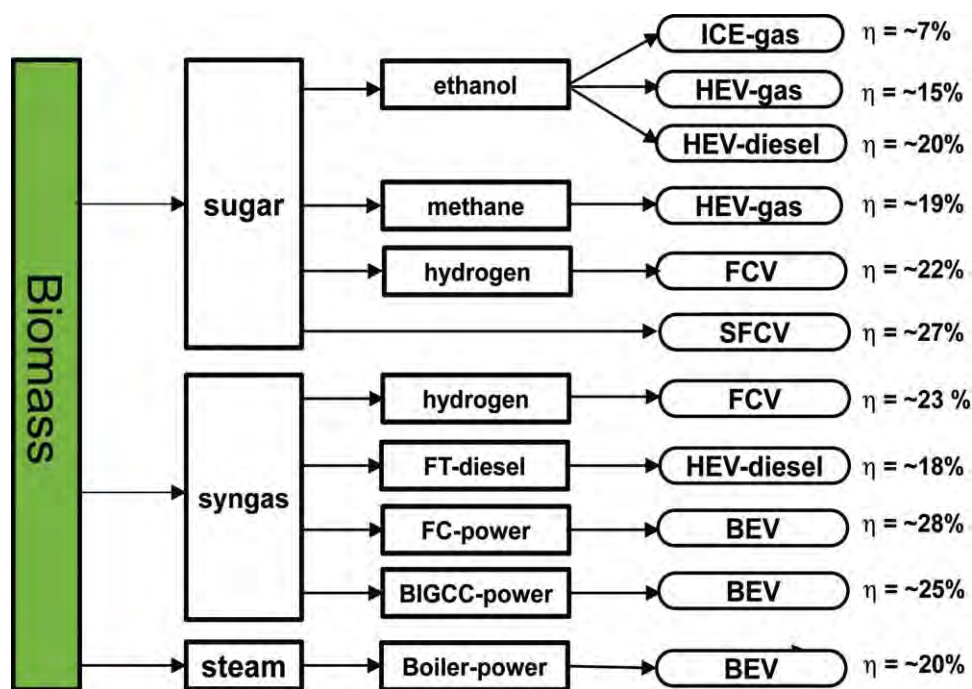 Biomass
sugar
syngas
steam
ethanol
methane
hydrogen
hydrogen
FT-diesel
FC-power
BIGCC-power
Boiler-power
ICE-gas η = ~7%
HEV-gas η = ~15%
HEV-diesel η = ~20%
HEV-gas η = ~19%
FCV η = ~22%
SFCV η = ~27%
FCV η = ~23 %
HEV-diesel η = ~18%
BEV η = ~28%
BEV η = ~25%
BEV η = ~20%